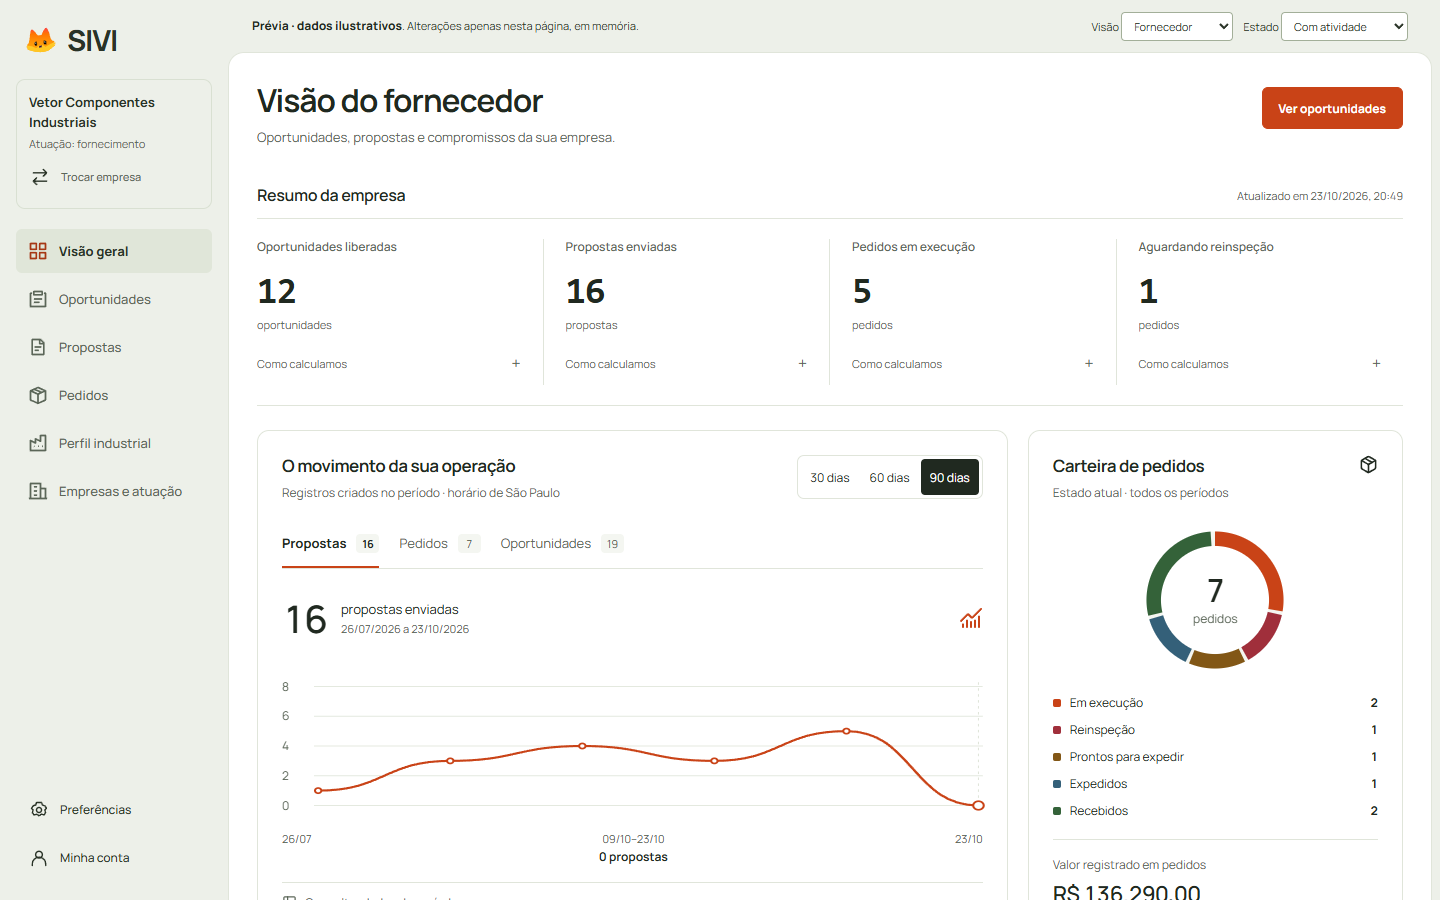 SIVI
Prévia · dados ilustrativos. Alterações apenas nesta página, em memória.
Visão Fornecedor
Estado Com atividade
Vetor Componentes
Industriais
Atuação: fornecimento
Trocar empresa
Visão geral
Oportunidades
Propostas
Pedidos
Perfil industrial
Empresas e atuação
Preferências
Minha conta
Visão do fornecedor
Oportunidades, propostas e compromissos da sua empresa.
Ver oportunidades
Resumo da empresa
Atualizado em 23/10/2026, 20:49
Oportunidades liberadas
12
oportunidades
Como calculamos +
Propostas enviadas
16
propostas
Como calculamos +
Pedidos em execução
5
pedidos
Como calculamos +
Aguardando reinspeção
1
pedidos
Como calculamos +
O movimento da sua operação
Registros criados no período · horário de São Paulo
30 dias 60 dias 90 dias
Propostas 16 Pedidos 7 Oportunidades 19
16
propostas enviadas
26/07/2026 a 23/10/2026
8
6
4
2
0
26/07 09/10–23/10 23/10
0 propostas
Carteira de pedidos
Estado atual · todos os períodos
7
pedidos
Em execução 2
Reinspeção 1
Prontos para expedir 1
Expedidos 1
Recebidos 2
Valor registrado em pedidos
R$ 136.290,00